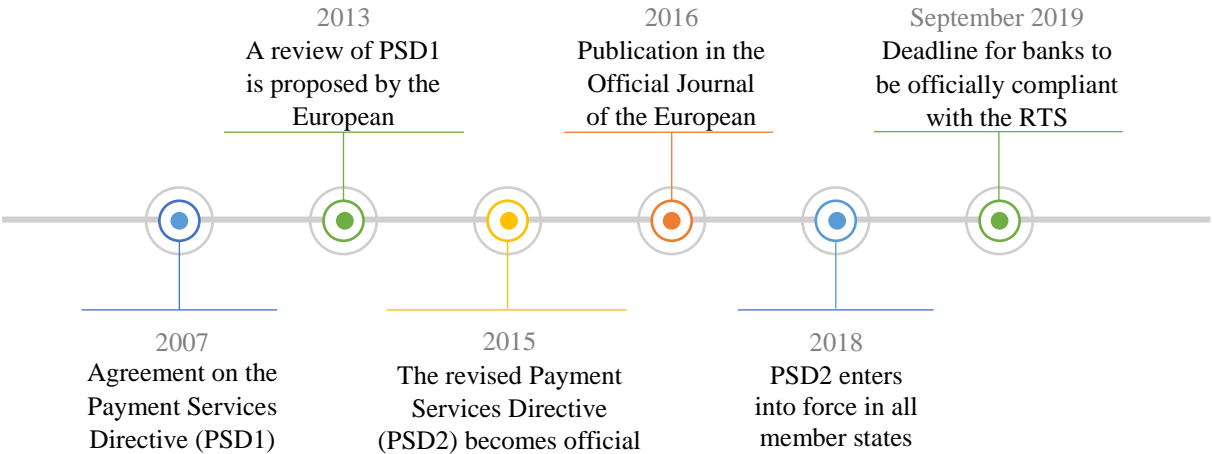 2013
A review of PSD1
is proposed by the
European
2016
Publication in the
Official Journal
of the European
September 2019
Deadline for banks to
be officially compliant
with the RTS
2007
Agreement on the
Payment Services
Directive (PSD1)
2015
The revised Payment
Services Directive
(PSD2) becomes official
2018
PSD2 enters
into force in all
member states